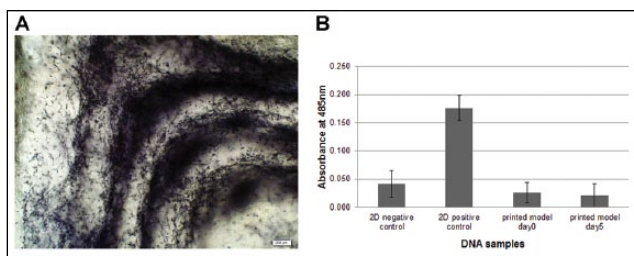 A
B
Absorbance at 485nm
0.250
0.200
0.150
0.100
0.050
0.000
2D negative control
2D positive control
printed model day0
printed model day5
DNA samples